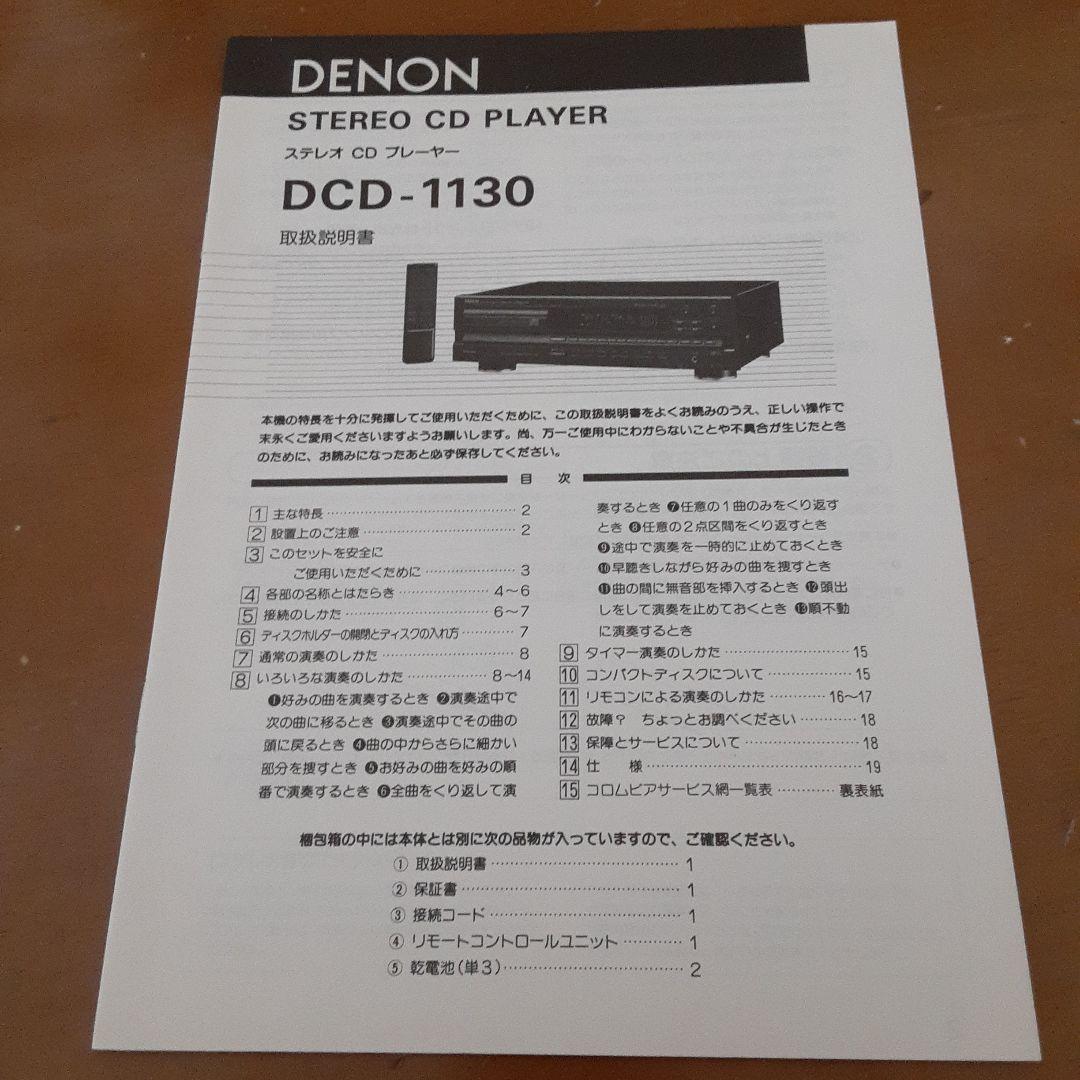 DENON
STEREO CD PLAYER
ステレオ CD プレーヤー
DCD-1130
取扱説明書
本機の特長を十分に発揮してご使用いただくために、この取扱説明書をよくお読みのうえ、正しい操作で
末永くご愛用くださいますようお願いします。尚、万一ご使用中にわからないことや不具合が生じたとき
のために、お読みになったあと必ず保存してください。
目 次
1 主な特長 2
2 設置上のご注意 2
3 このセットを安全に
ご使用いただくために 3
4 各部の名称とはたらき 4〜6
5 接続のしかた 6〜7
6 ディスクホルダーの開閉とディスクの入れ方 7
7 通常の演奏のしかた 8
8 いろいろな演奏のしかた 8〜14
❶好みの曲を演奏するとき ❷演奏途中で
次の曲に移るとき ❸演奏途中でその曲の
頭に戻るとき ❹曲の中からさらに細かい
部分を捜すとき ❺お好みの曲を好みの順
番で演奏するとき ❻全曲をくり返して演
奏するとき ❼任意の1曲のみをくり返す
とき ❽任意の2点区間をくり返すとき
❾途中で演奏を一時的に止めておくとき
❿早聴きしながら好みの曲を捜すとき
⓫曲の間に無音部を挿入するとき ⓬頭出
しをして演奏を止めておくとき ⓭順不動
に演奏するとき
9 タイマー演奏のしかた 15
10 コンパクトディスクについて 15
11 リモコンによる演奏のしかた 16〜17
12 故障? ちょっとお調べください 18
13 保障とサービスについて 18
14 仕 様 19
15 コロムビアサービス網一覧表 裏表紙
梱包箱の中には本体とは別に次の品物が入っていますので、ご確認ください。
① 取扱説明書 1
② 保証書 1
③ 接続コード 1
④ リモートコントロールユニット 1
⑤ 乾電池(単3) 2